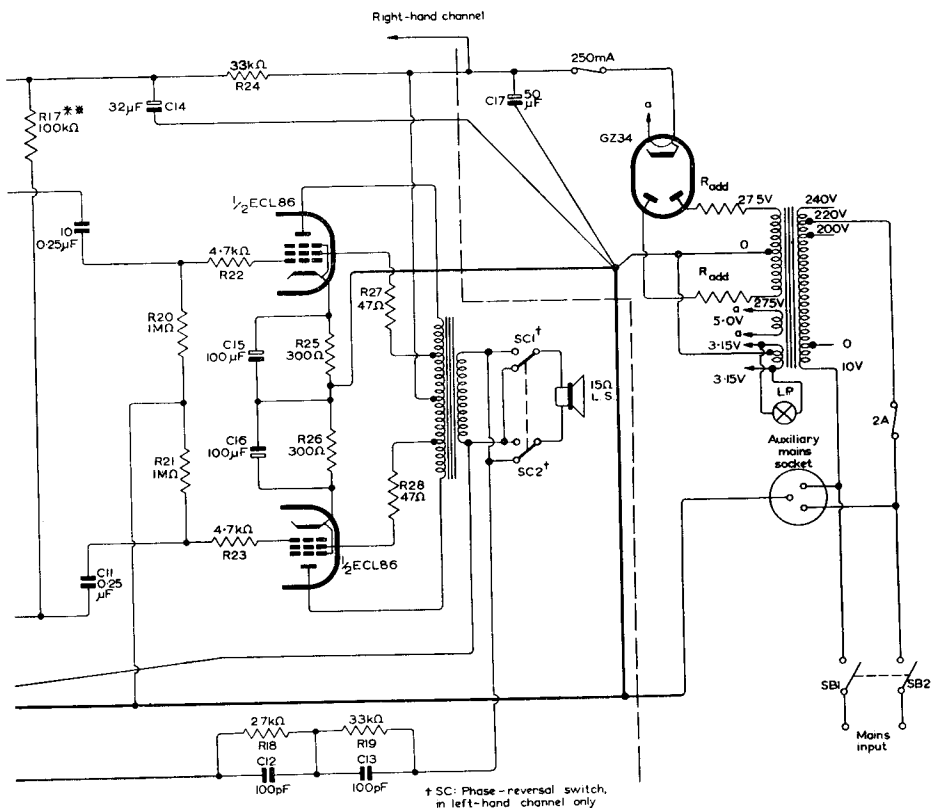 Right-hand channel
33kΩ
R24
250mA
R17**
100kΩ
32µF
C14
C17
50
µF
a
GZ34
R add
275V
240V
220V
200V
½ECL86
10
0·25µF
4·7kΩ
R22
O
R27
47Ω
R add
275V
a
5·0V
a
R20
1MΩ
C15
100µF
R25
300Ω
SC1†
3·15V
O
10V
3·15V
LP
15Ω
L.S.
2A
C16
100µF
R26
300Ω
SC2†
Auxiliary
mains
socket
R21
1MΩ
R28
47Ω
4·7kΩ
R23
½ECL86
C11
0·25
µF
SB1
SB2
Mains
input
27kΩ
R18
33kΩ
R19
C12
100pF
C13
100pF
† SC: Phase-reversal switch,
in left-hand channel only